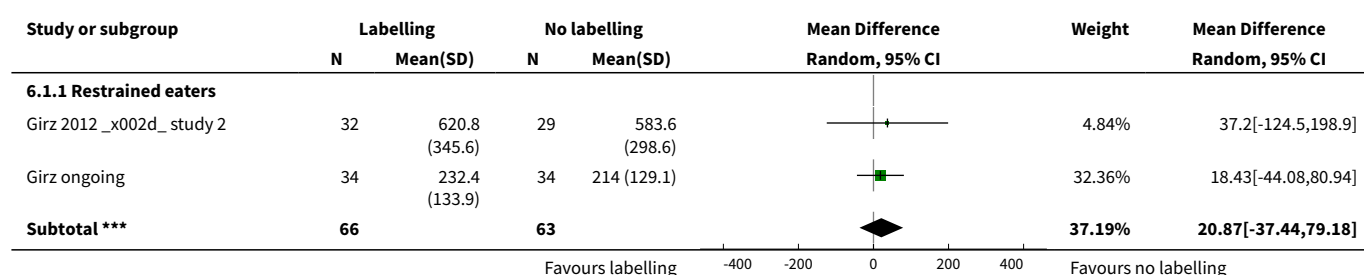 Study or subgroup Labelling No labelling Mean Difference Weight Mean Difference
N Mean(SD) N Mean(SD) Random, 95% CI Random, 95% CI
6.1.1 Restrained eaters
Girz 2012 _x002d_ study 2 32 620.8 29 583.6 4.84% 37.2[-124.5,198.9]
(345.6) (298.6)
Girz ongoing 34 232.4 34 214 (129.1) 32.36% 18.43[-44.08,80.94]
(133.9)
Subtotal *** 66 63 37.19% 20.87[-37.44,79.18]
Favours labelling -400 -200 0 200 400 Favours no labelling